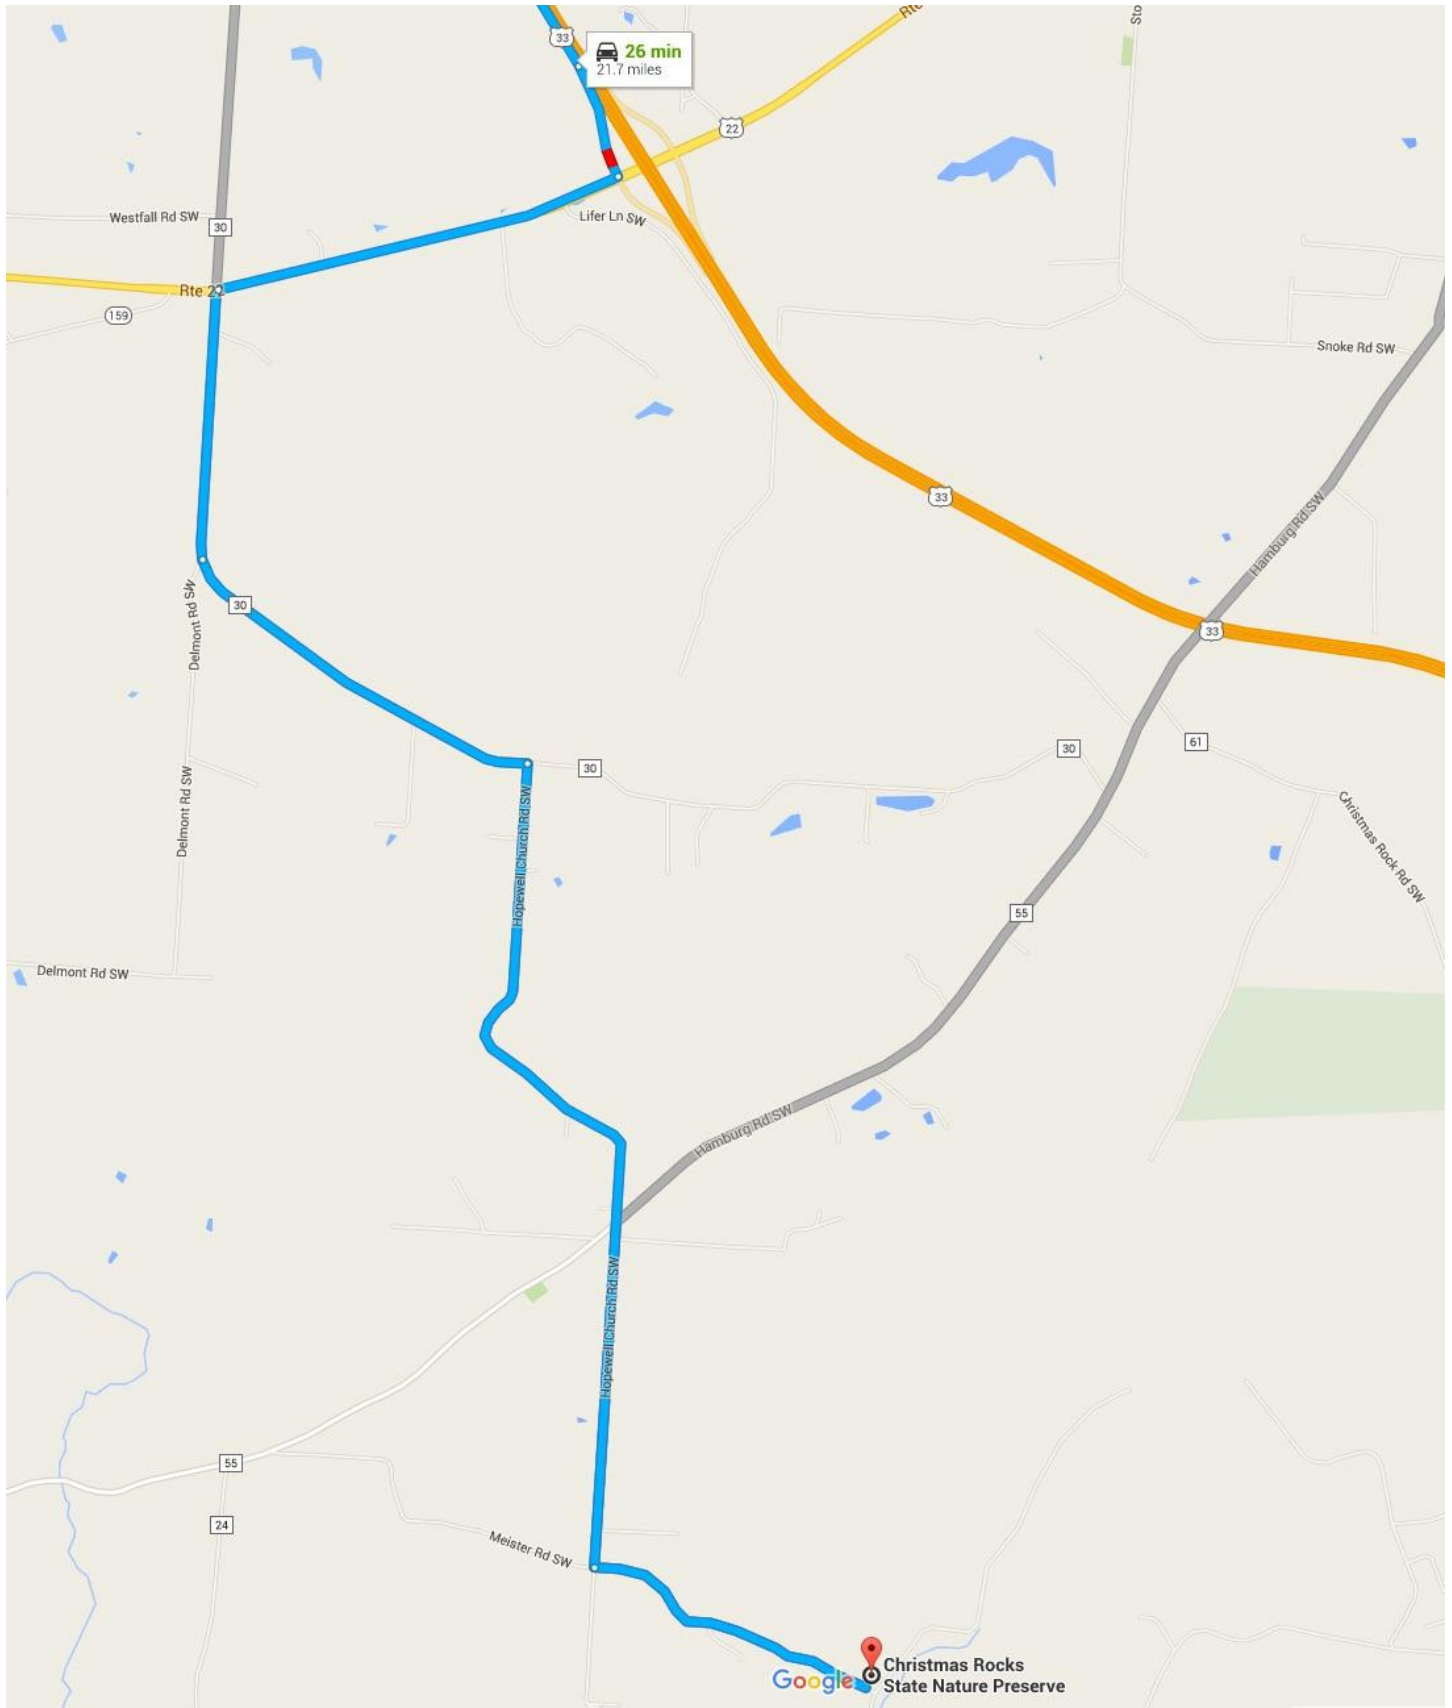 33
26 min
21.7 miles
Rte
Sto
22
Westfall Rd SW
30
Lifer Ln SW
Rte 22
159
Snoke Rd SW
33
Hamburg Rd SW
Delmont Rd SW
30
33
30
61
30
Delmont Rd SW
Hopewell Church Rd SW
Christmas Rock Rd SW
55
Delmont Rd SW
Hamburg Rd SW
Hopewell Church Rd SW
55
24
Meister Rd SW
Google
Christmas Rocks
State Nature Preserve